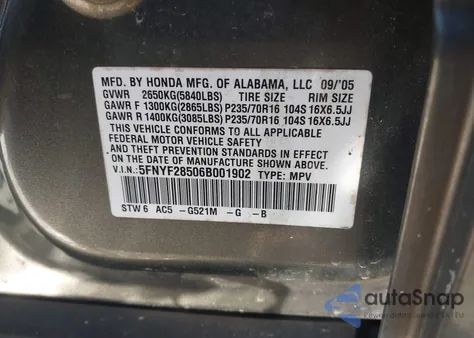 MFD. BY HONDA MFG. OF ALABAMA, LLC 09/'05
GVWR 2650KG(5840LBS) TIRE SIZE RIM SIZE
GAWR F 1300KG(2865LBS) P235/70R16 104S 16X6.5JJ
GAWR R 1400KG(3085LBS) P235/70R16 104S 16X6.5JJ
THIS VEHICLE CONFORMS TO ALL APPLICABLE
FEDERAL MOTOR VEHICLE SAFETY
AND THEFT PREVENTION STANDARDS IN EFFECT
ON THE DATE OF MANUFACTURE SHOWN ABOVE.
V.I.N.: 5FNYF28506B001902 TYPE: MPV
STW 6 AC5 -G521M -G -B
autoSnap